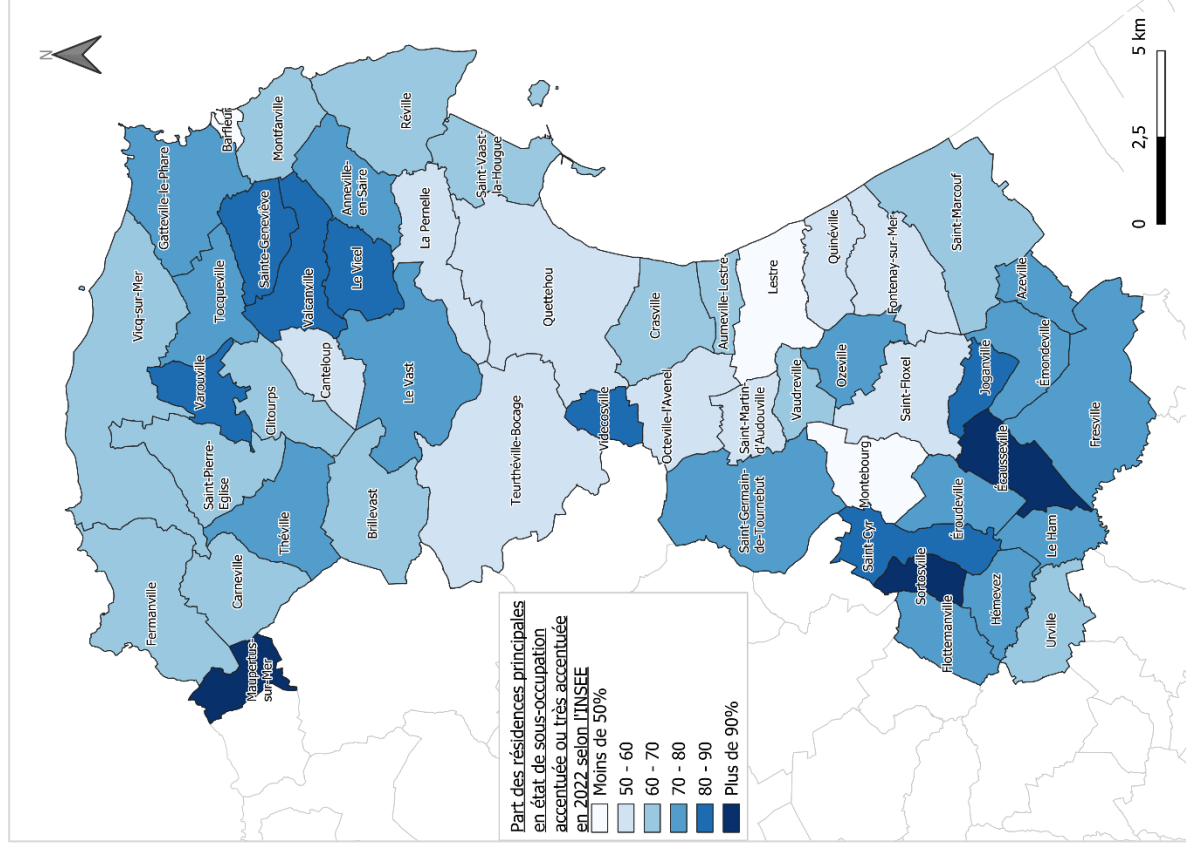 N
Gatteville-le-Phare
Barfleur
Montfarville
Réville
Vicq-sur-Mer
Tocqueville
Sainte-Geneviève
Valcanville
Anneville-
en-Saire
Le Vicel
La Pernelle
Saint-Vaast-
la-Hougue
Varouville
Clitourps
Canteloup
Le Vast
Quettehou
Saint-Pierre-
Eglise
Théville
Brillevast
Teurthéville-Bocage
Fermanville
Carneville
Maupertus-
sur-Mer
Videcosville
Crasville
Aumeville-Lestre
Octeville-l'Avenel
Lestre
Saint-Martin-
d'Audouville
Vaudreville
Quinéville
Ozeville
Fontenay-sur-Mer
Saint-Germain-
de-Tournebut
Saint-Floxel
Saint-Marcouf
Montebourg
Azeville
Joganville
Émondeville
Écausseville
Fresville
Saint-Cyr
Éroudeville
Sortosville
Le Ham
Flottemanville
Hémevez
Urville
Part des résidences principales
en état de sous-occupation
accentuée ou très accentuée
en 2022 selon l'INSEE
Moins de 50%
50 - 60
60 - 70
70 - 80
80 - 90
Plus de 90%
0 2,5 5 km